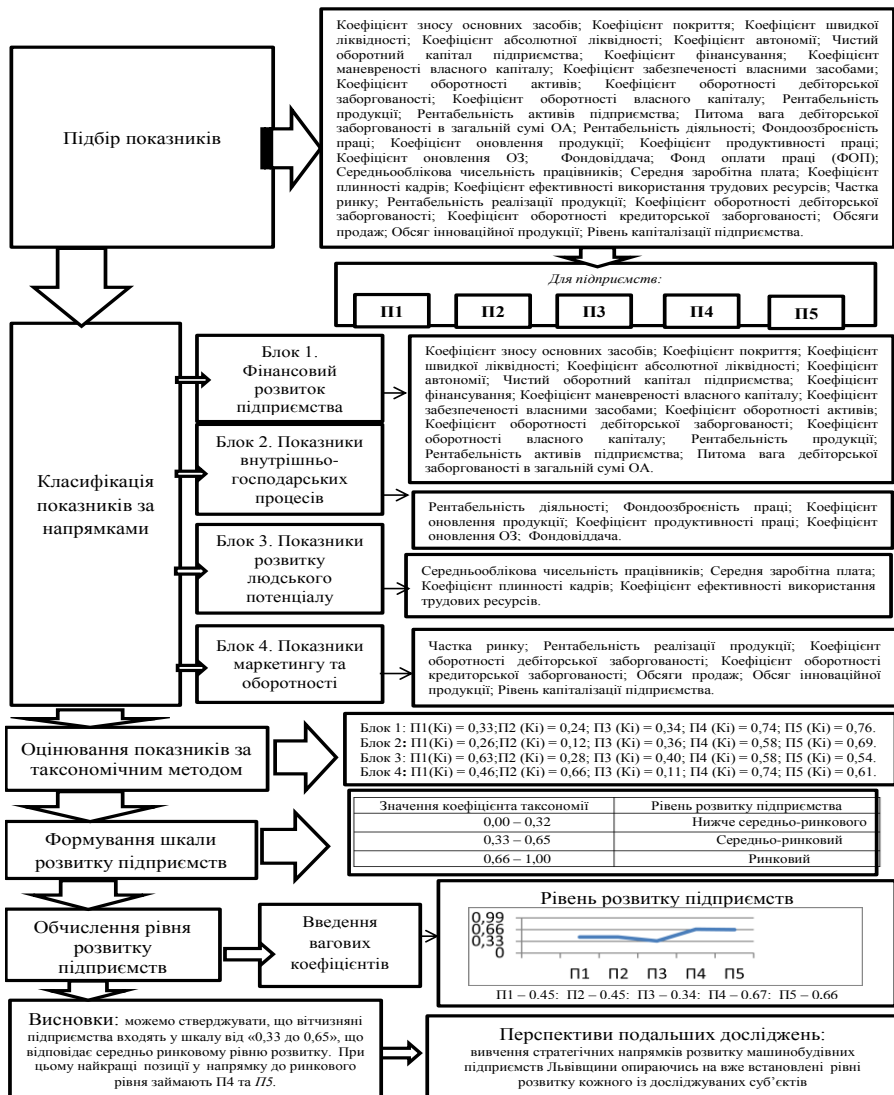 Підбір показників
Коефіцієнт зносу основних засобів; Коефіцієнт покриття; Коефіцієнт швидкої
ліквідності; Коефіцієнт абсолютної ліквідності; Коефіцієнт автономії; Чистий
оборотний капітал підприємства; Коефіцієнт фінансування; Коефіцієнт
маневреності власного капіталу; Коефіцієнт забезпеченості власними засобами;
Коефіцієнт оборотності активів; Коефіцієнт оборотності дебіторської
заборгованості; Коефіцієнт оборотності власного капіталу; Рентабельність
продукції; Рентабельність активів підприємства; Питома вага дебіторської
заборгованості в загальній сумі ОА; Рентабельність діяльності; Фондоозброєність
праці; Коефіцієнт оновлення продукції; Коефіцієнт продуктивності праці;
Коефіцієнт оновлення ОЗ; Фондовіддача; Фонд оплати праці (ФОП);
Середньооблікова чисельність працівників; Середня заробітна плата; Коефіцієнт
плинності кадрів; Коефіцієнт ефективності використання трудових ресурсів; Частка
ринку; Рентабельність реалізації продукції; Коефіцієнт оборотності дебіторської
заборгованості; Коефіцієнт оборотності кредиторської заборгованості; Обсяги
продаж; Обсяг інноваційної продукції; Рівень капіталізації підприємства.
Для підприємств:
П1 П2 П3 П4 П5
Класифікація
показників за
напрямками
Блок 1.
Фінансовий
розвиток
підприємства
Коефіцієнт зносу основних засобів; Коефіцієнт покриття; Коефіцієнт
швидкої ліквідності; Коефіцієнт абсолютної ліквідності; Коефіцієнт
автономії; Чистий оборотний капітал підприємства; Коефіцієнт
фінансування; Коефіцієнт маневреності власного капіталу; Коефіцієнт
забезпеченості власними засобами; Коефіцієнт оборотності активів;
Коефіцієнт оборотності дебіторської заборгованості; Коефіцієнт
оборотності власного капіталу; Рентабельність продукції;
Рентабельність активів підприємства; Питома вага дебіторської
заборгованості в загальній сумі ОА.
Блок 2. Показники
внутрішньо-
господарських
процесів
Рентабельність діяльності; Фондоозброєність праці; Коефіцієнт
оновлення продукції; Коефіцієнт продуктивності праці; Коефіцієнт
оновлення ОЗ; Фондовіддача.
Блок 3. Показники
розвитку
людського
потенціалу
Середньооблікова чисельність працівників; Середня заробітна плата;
Коефіцієнт плинності кадрів; Коефіцієнт ефективності використання
трудових ресурсів.
Блок 4. Показники
маркетингу та
оборотності
Частка ринку; Рентабельність реалізації продукції; Коефіцієнт
оборотності дебіторської заборгованості; Коефіцієнт оборотності
кредиторської заборгованості; Обсяги продаж; Обсяг інноваційної
продукції; Рівень капіталізації підприємства.
Оцінювання показників за
таксономічним методом
Блок 1: П1(Кі) = 0,33;П2 (Кі) = 0,24; П3 (Кі) = 0,34; П4 (Кі) = 0,74; П5 (Кі) = 0,76.
Блок 2: П1(Кі) = 0,26;П2 (Кі) = 0,12; П3 (Кі) = 0,36; П4 (Кі) = 0,58; П5 (Кі) = 0,69.
Блок 3: П1(Кі) = 0,63;П2 (Кі) = 0,28; П3 (Кі) = 0,40; П4 (Кі) = 0,58; П5 (Кі) = 0,54.
Блок 4: П1(Кі) = 0,46;П2 (Кі) = 0,66; П3 (Кі) = 0,11; П4 (Кі) = 0,74; П5 (Кі) = 0,61.
Формування шкали
розвитку підприємств
Значення коефіцієнта таксономії Рівень розвитку підприємства
0,00 – 0,32 Нижче середньо-ринкового
0,33 – 0,65 Середньо-ринковий
0,66 – 1,00 Ринковий
Обчислення рівня
розвитку
підприємств
Введення
вагових
коефіцієнтів
Рівень розвитку підприємств
0,99
0,66
0,33
0
П1 П2 П3 П4 П5
П1 – 0.45: П2 – 0.45: П3 – 0.34: П4 – 0.67: П5 – 0.66
Висновки: можемо стверджувати, що вітчизняні
підприємства входять у шкалу від «0,33 до 0,65», що
відповідає середньо ринковому рівню розвитку. При
цьому найкращі позиції у напрямку до ринкового
рівня займають П4 та П5.
Перспективи подальших досліджень:
вивчення стратегічних напрямків розвитку машинобудівних
підприємств Львівщини опираючись на вже встановлені рівні
розвитку кожного із досліджуваних суб’єктів